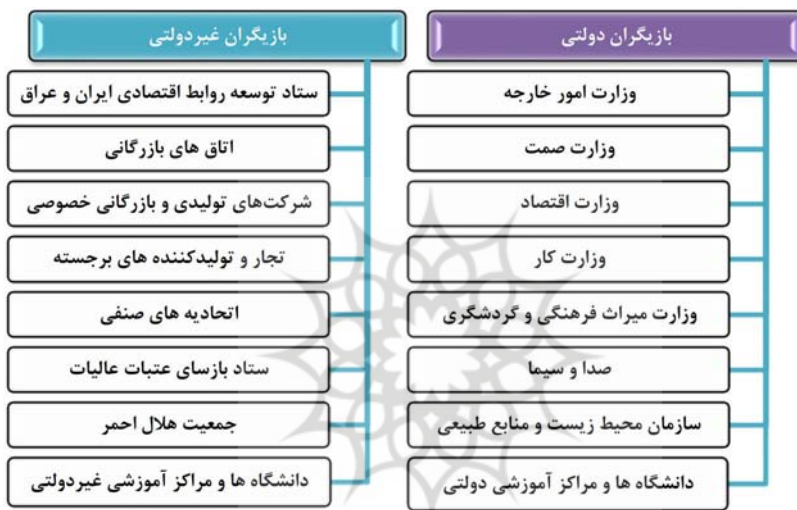 بازیگران دولتی
وزارت امور خارجه
وزارت صمت
وزارت اقتصاد
وزارت کار
وزارت میراث فرهنگی و گردشگری
صدا و سیما
سازمان محیط زیست و منابع طبیعی
دانشگاه ها و مراکز آموزشی دولتی
بازیگران غیردولتی
ستاد توسعه روابط اقتصادی ایران و عراق
اتاق های بازرگانی
شرکت‌های تولیدی و بازرگانی خصوصی
تجار و تولیدکننده های برجسته
اتحادیه های صنفی
ستاد بازسای عتبات عالیات
جمعیت هلال احمر
دانشگاه ها و مراکز آموزشی غیردولتی